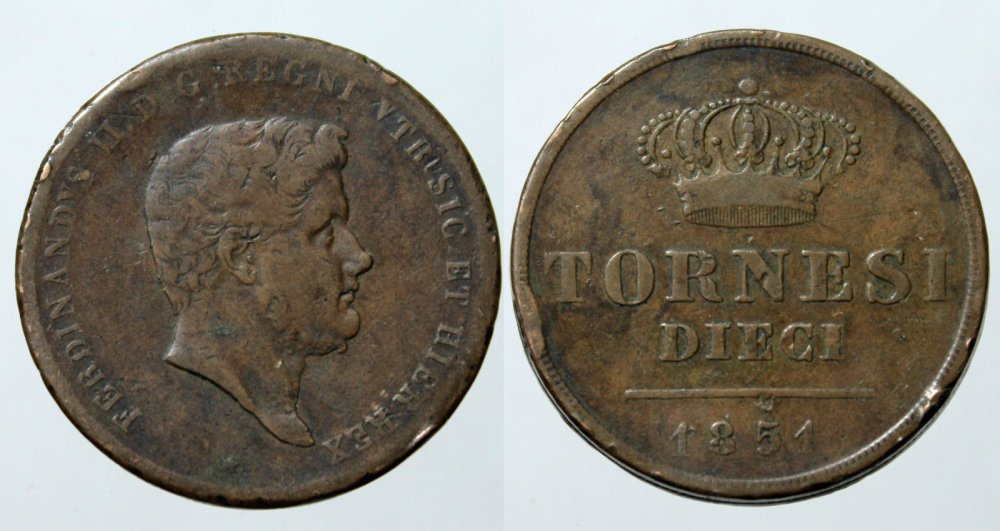 FERDINANDVS II. D. G. REGNI VTR. SIC. ET HIER. REX
TORNESI
DIECI
1851